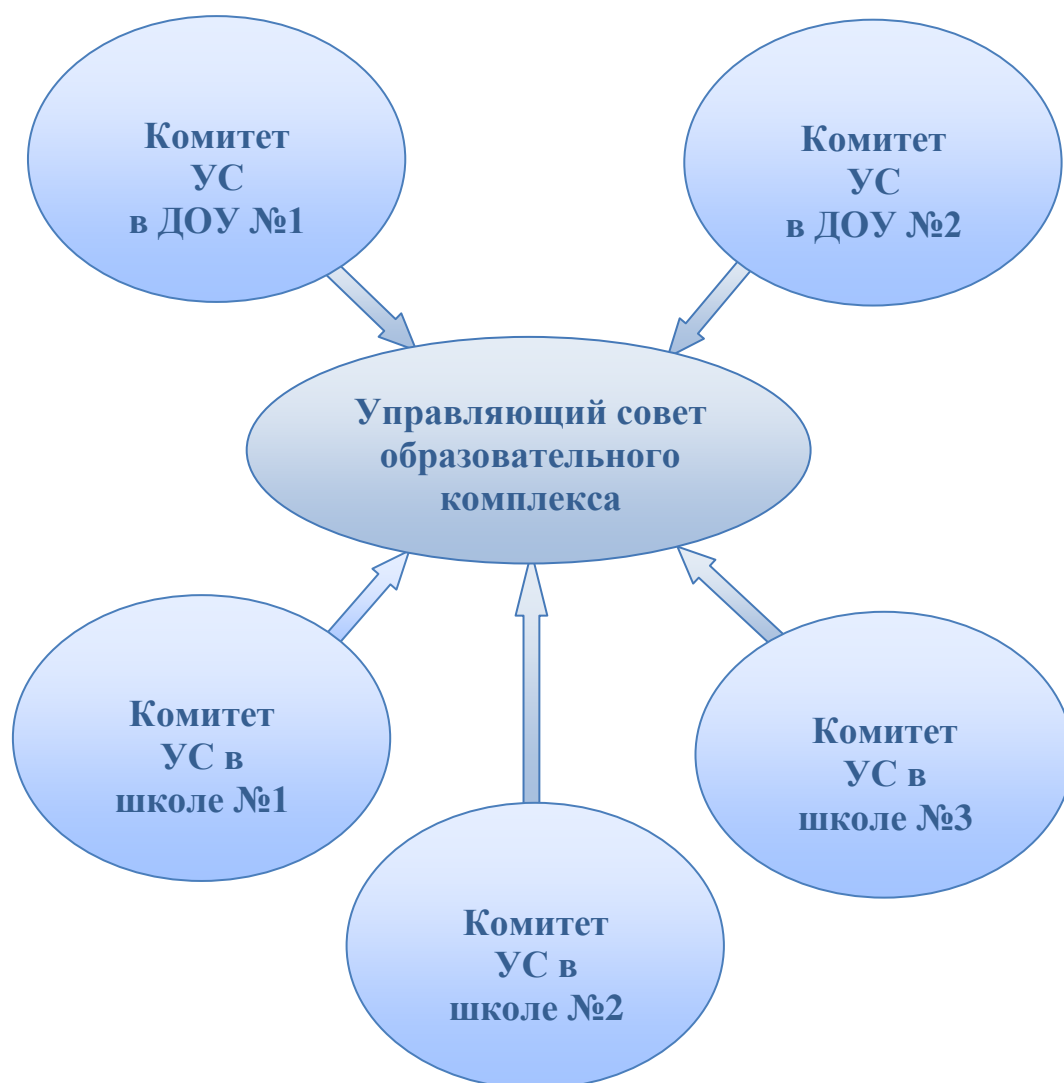 Комитет
УС
в ДОУ №1
Комитет
УС
в ДОУ №2
Управляющий совет
образовательного
комплекса
Комитет
УС в
школе №1
Комитет
УС в
школе №3
Комитет
УС в
школе №2